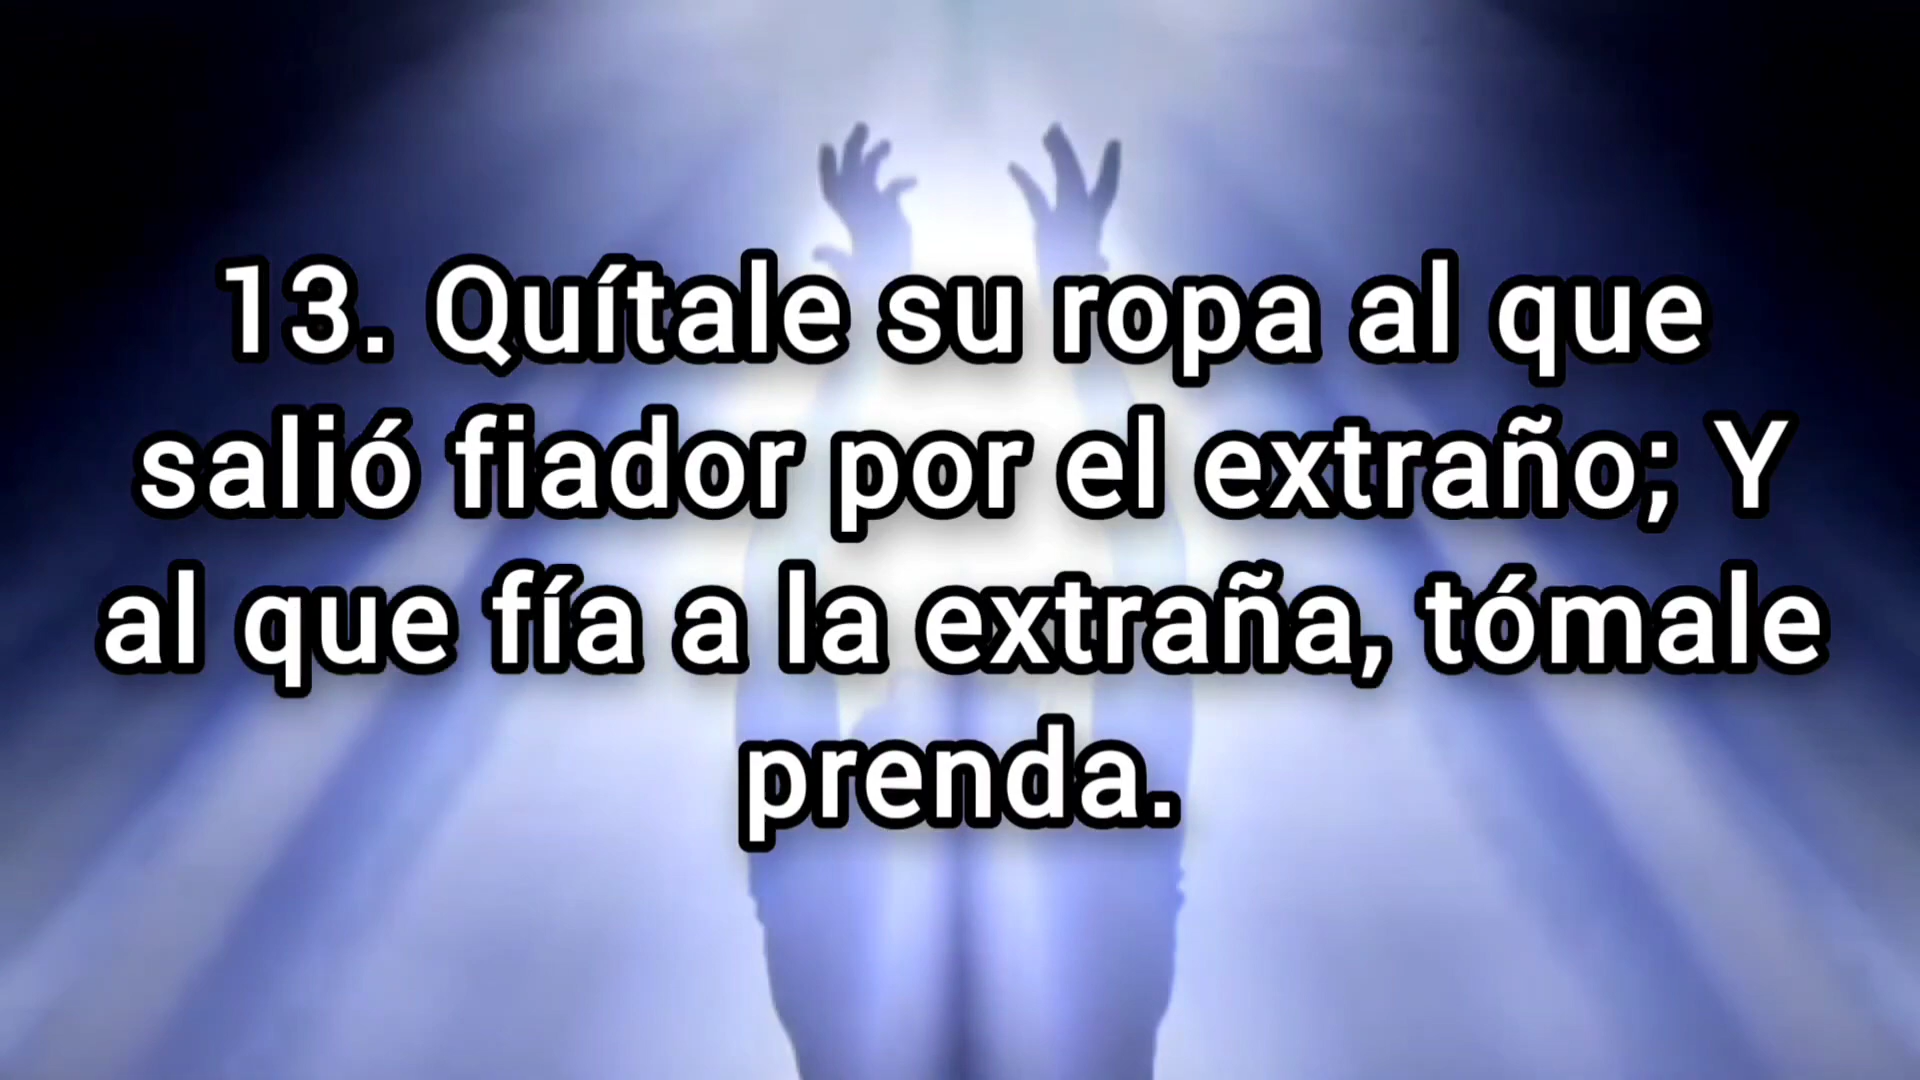 13. Quítale su ropa al que
salió fiador por el extraño; Y
al que fía a la extraña, tómale
prenda.